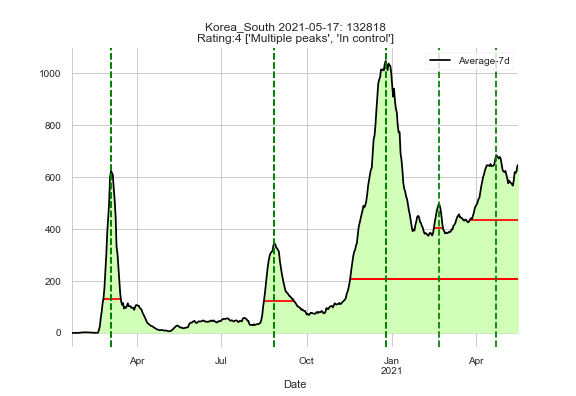 Korea_South 2021-05-17: 132818
Rating:4 ['Multiple peaks', 'In control']
Average-7d
1000
800
600
400
200
0
Apr
Jul
Oct
Jan
2021
Apr
Date